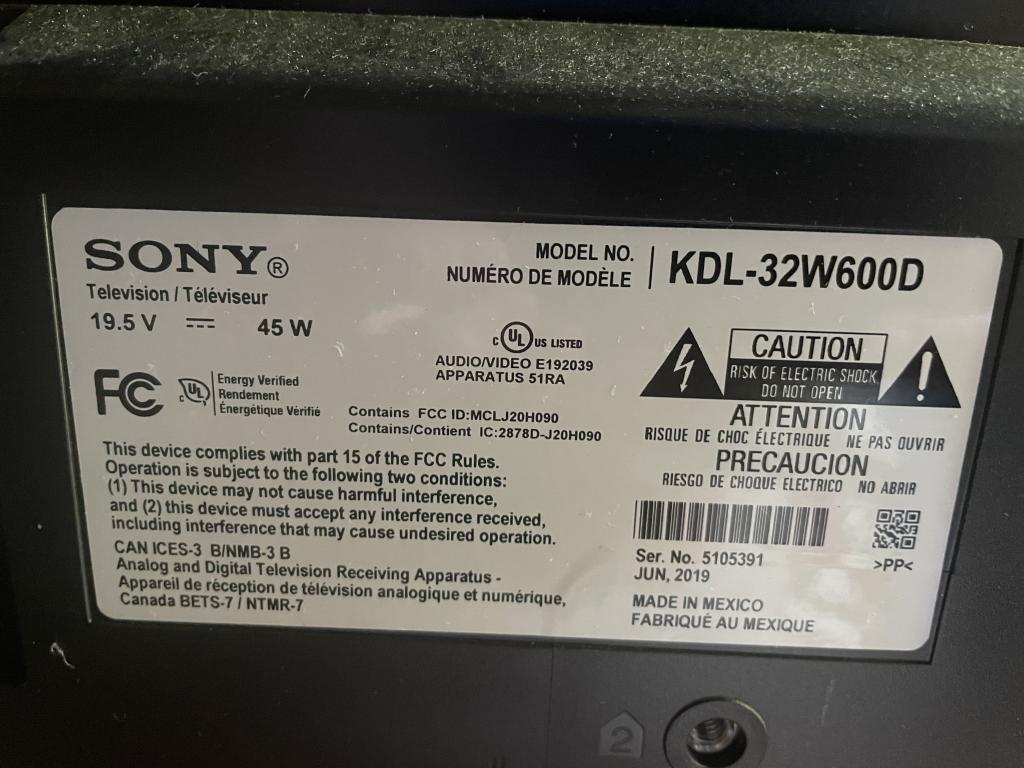 SONY®
Television / Téléviseur
19.5 V 45 W
MODEL NO.
NUMÉRO DE MODÈLE
KDL-32W600D
C UL US LISTED
AUDIO/VIDEO E192039
APPARATUS 51RA
FC
C UL
Energy Verified
Rendement
Énergétique Vérifié
Contains FCC ID:MCLJ20H090
Contains/Contient IC:2878D-J20H090
This device complies with part 15 of the FCC Rules.
Operation is subject to the following two conditions:
(1) This device may not cause harmful interference,
and (2) this device must accept any interference received,
including interference that may cause undesired operation.
CAN ICES-3 B/NMB-3 B
Analog and Digital Television Receiving Apparatus -
Appareil de réception de télévision analogique et numérique,
Canada BETS-7 / NTMR-7
CAUTION
RISK OF ELECTRIC SHOCK
DO NOT OPEN
ATTENTION
RISQUE DE CHOC ÉLECTRIQUE NE PAS OUVRIR
PRECAUCION
RIESGO DE CHOQUE ELECTRICO NO ABRIR
Ser. No. 5105391
JUN, 2019
>PP<
MADE IN MEXICO
FABRIQUÉ AU MEXIQUE
2